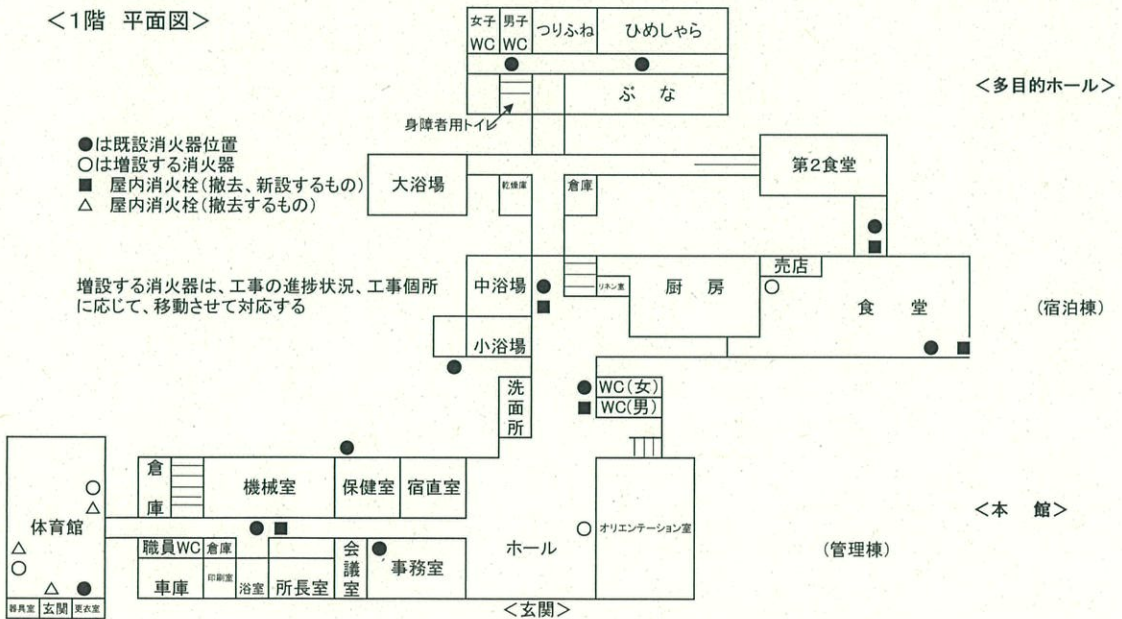 <1階 平面図>
女子
WC
男子
WC
つりふね
ひめしゃら
ぶ な
身障者用トイレ
<多目的ホール>
●は既設消火器位置
○は増設する消火器
■ 屋内消火栓(撤去、新設するもの)
△ 屋内消火栓(撤去するもの)
大浴場
乾燥庫
倉庫
第2食堂
増設する消火器は、工事の進捗状況、工事個所
に応じて、移動させて対応する
中浴場
リネン室
厨 房
売店
食 堂
(宿泊棟)
小浴場
洗面所
WC(女)
WC(男)
倉庫
機械室
保健室
宿直室
体育館
ホール
オリエンテーション室
<本 館>
(管理棟)
職員WC
倉庫
車庫
印刷室
浴室
所長室
会議室
事務室
器具室
玄関
更衣室
<玄関>